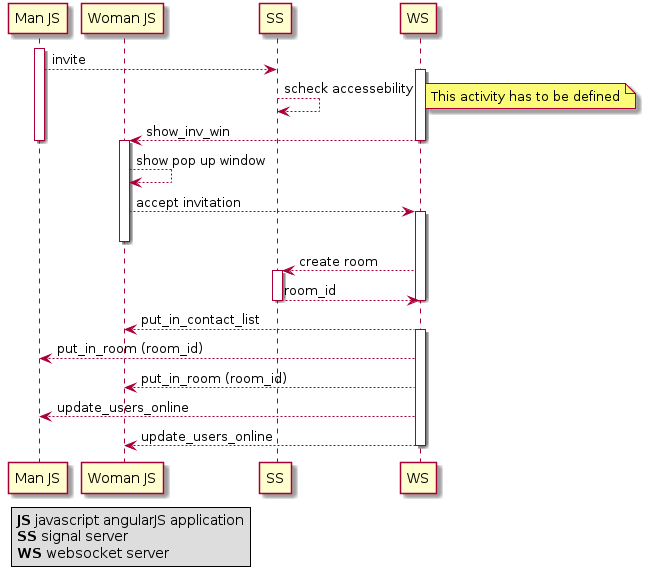 Man JS
Woman JS
SS
WS
invite
scheck accessebility
This activity has to be defined
show_inv_win
show pop up window
accept invitation
create room
room_id
put_in_contact_list
put_in_room (room_id)
put_in_room (room_id)
update_users_online
update_users_online
Man JS
Woman JS
SS
WS
JS javascript angularJS application
SS signal server
WS websocket server